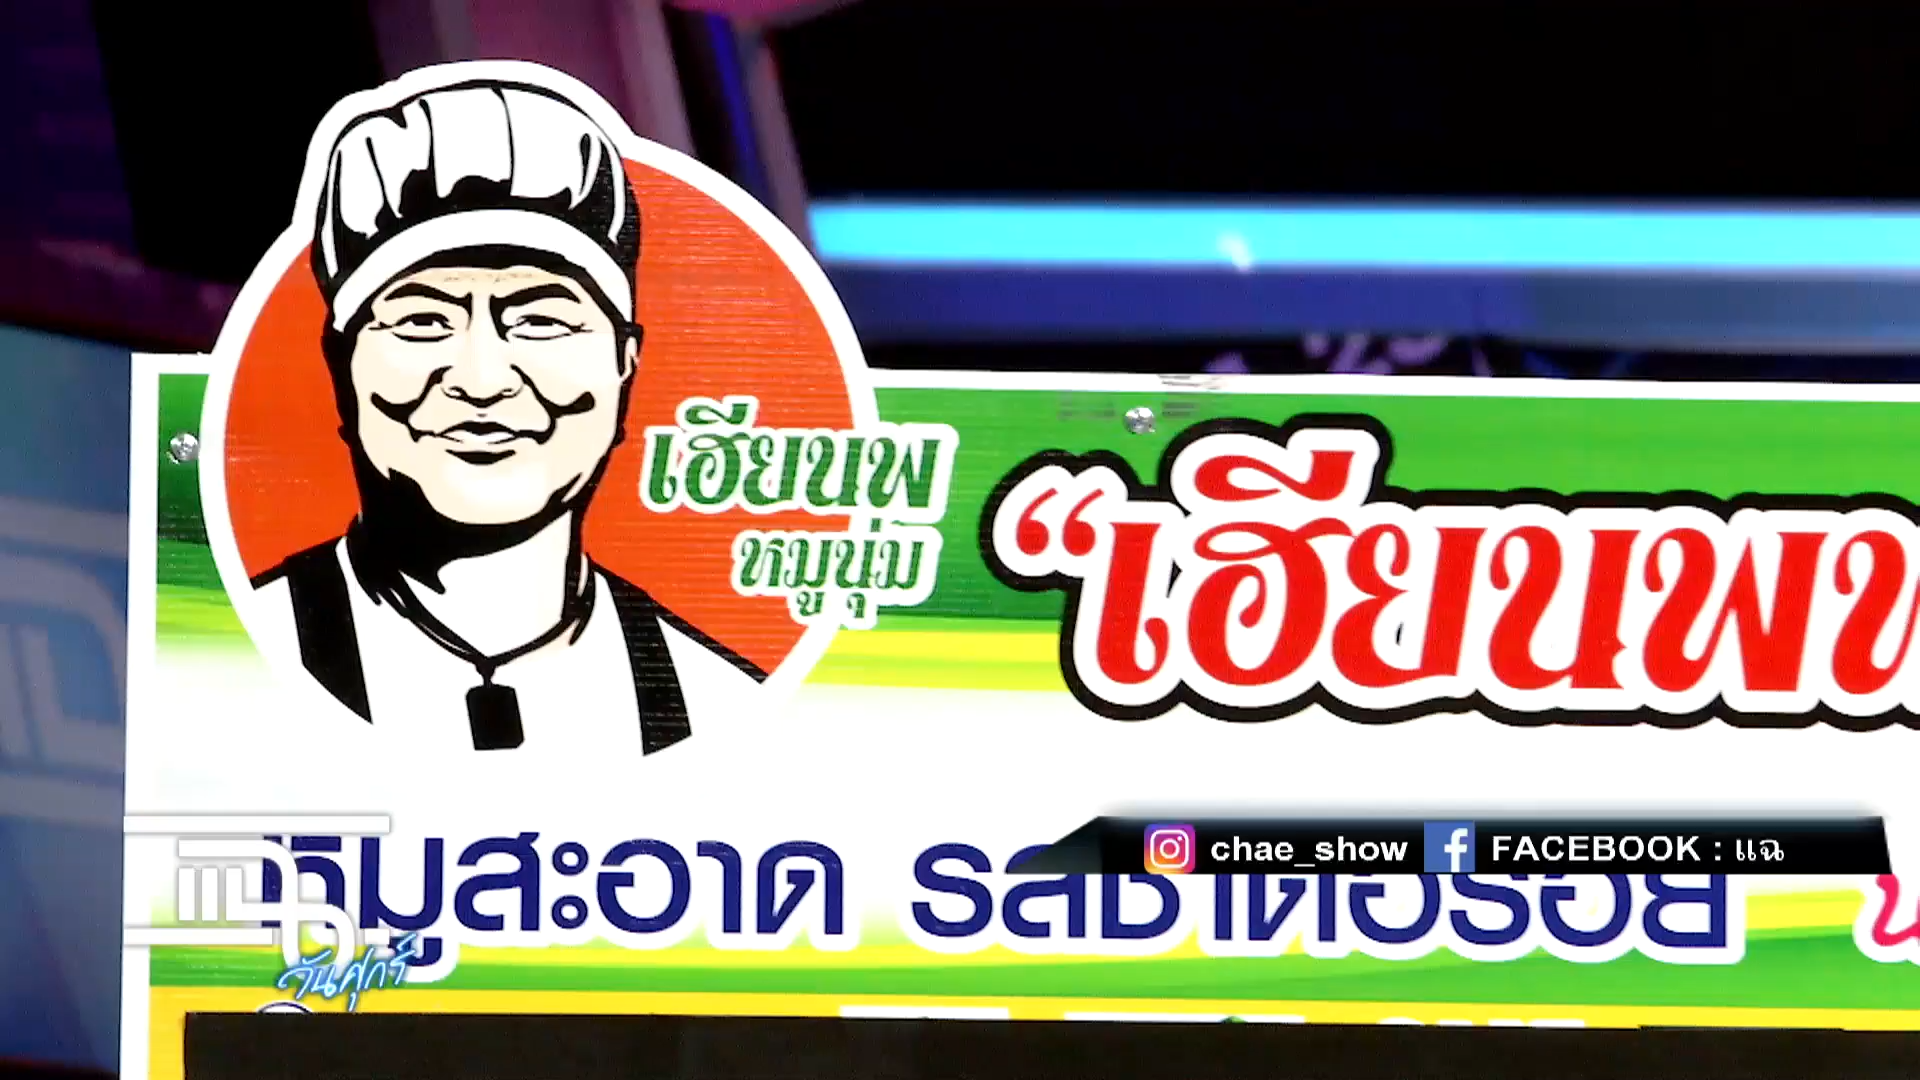 เฮียนพ
หมูนุ่ม
“เฮียนพ
หมูสะอาด รสชาติอร่อย
chae_show FACEBOOK : แฉ
แฉ
วันศุกร์